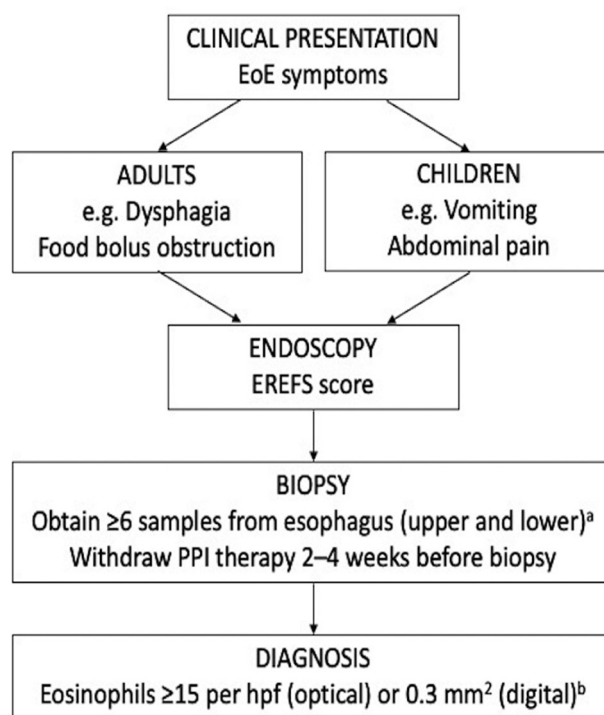 CLINICAL PRESENTATION
EoE symptoms
ADULTS
e.g. Dysphagia
Food bolus obstruction
CHILDREN
e.g. Vomiting
Abdominal pain
ENDOSCOPY
EREFS score
BIOPSY
Obtain ≥6 samples from esophagus (upper and lower)ᵃ
Withdraw PPI therapy 2–4 weeks before biopsy
DIAGNOSIS
Eosinophils ≥15 per hpf (optical) or 0.3 mm² (digital)ᵇ